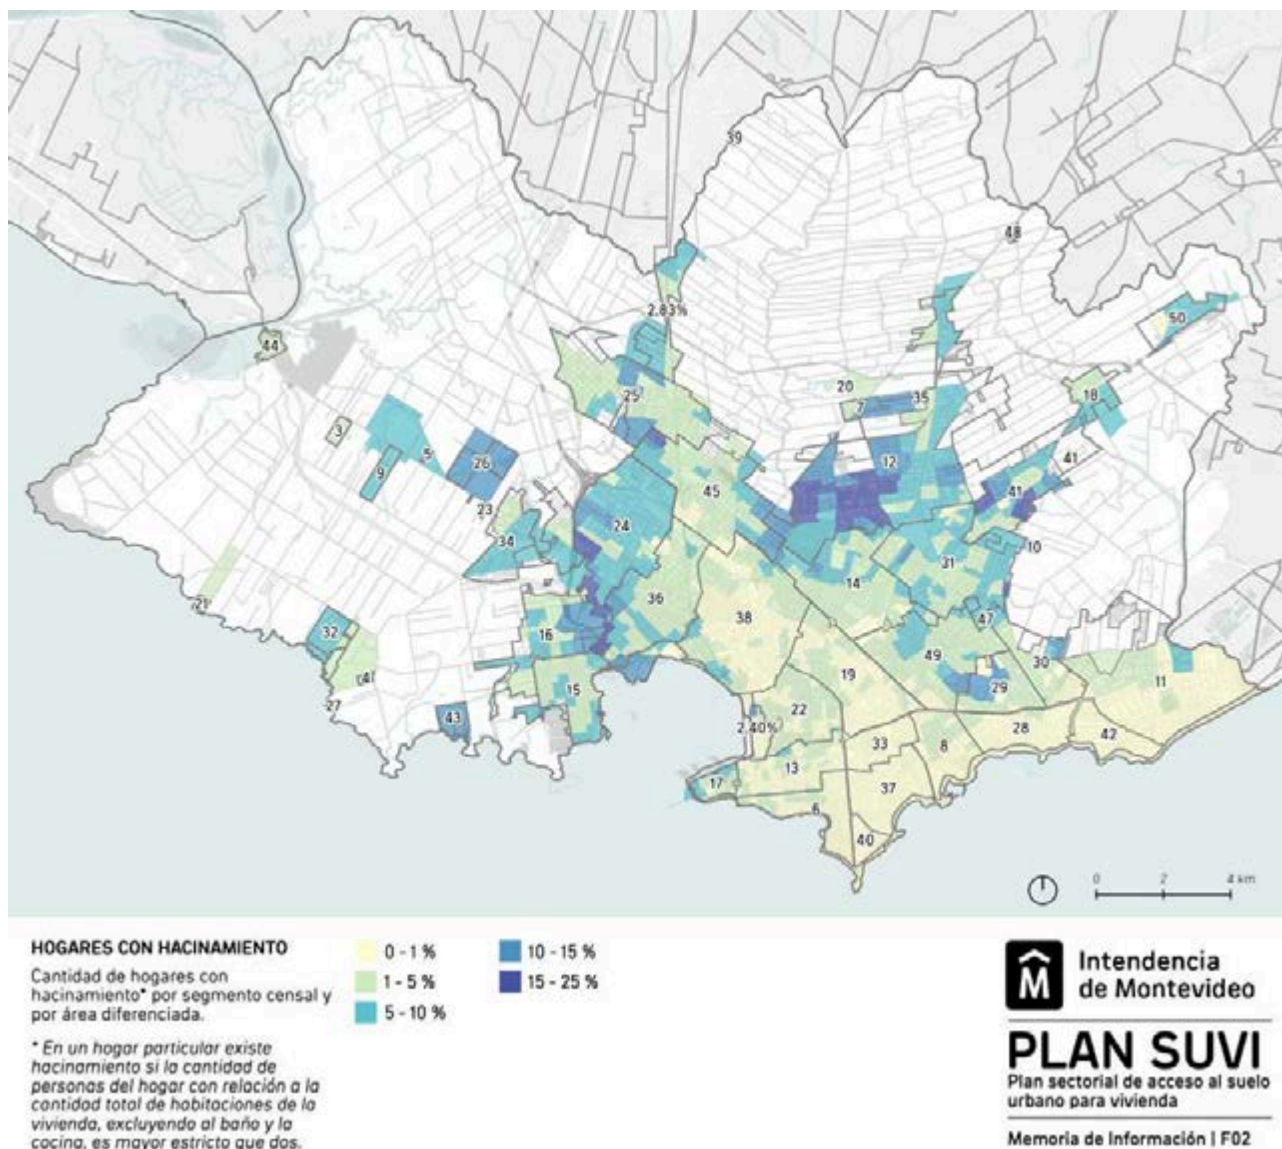 39
48
2.83%
50
44
20
7
35
18
25
3
5
9
26
12
41
41
45
23
24
34
10
14
31
21
36
47
16
38
32
49
30
4
19
29
11
15
22
27
43
2.40%
28
42
33
8
13
17
37
6
40
0 2 4 km
HOGARES CON HACINAMIENTO
Cantidad de hogares con
hacinamiento* por segmento censal y
por área diferenciada.
* En un hogar particular existe
hacinamiento si la cantidad de
personas del hogar con relación a la
cantidad total de habitaciones de la
vivienda, excluyendo al baño y la
cocina, es mayor estricto que dos.
0 - 1 %
1 - 5 %
5 - 10 %
10 - 15 %
15 - 25 %
Intendencia
de Montevideo
PLAN SUVI
Plan sectorial de acceso al suelo
urbano para vivienda
Memoria de Información | F02